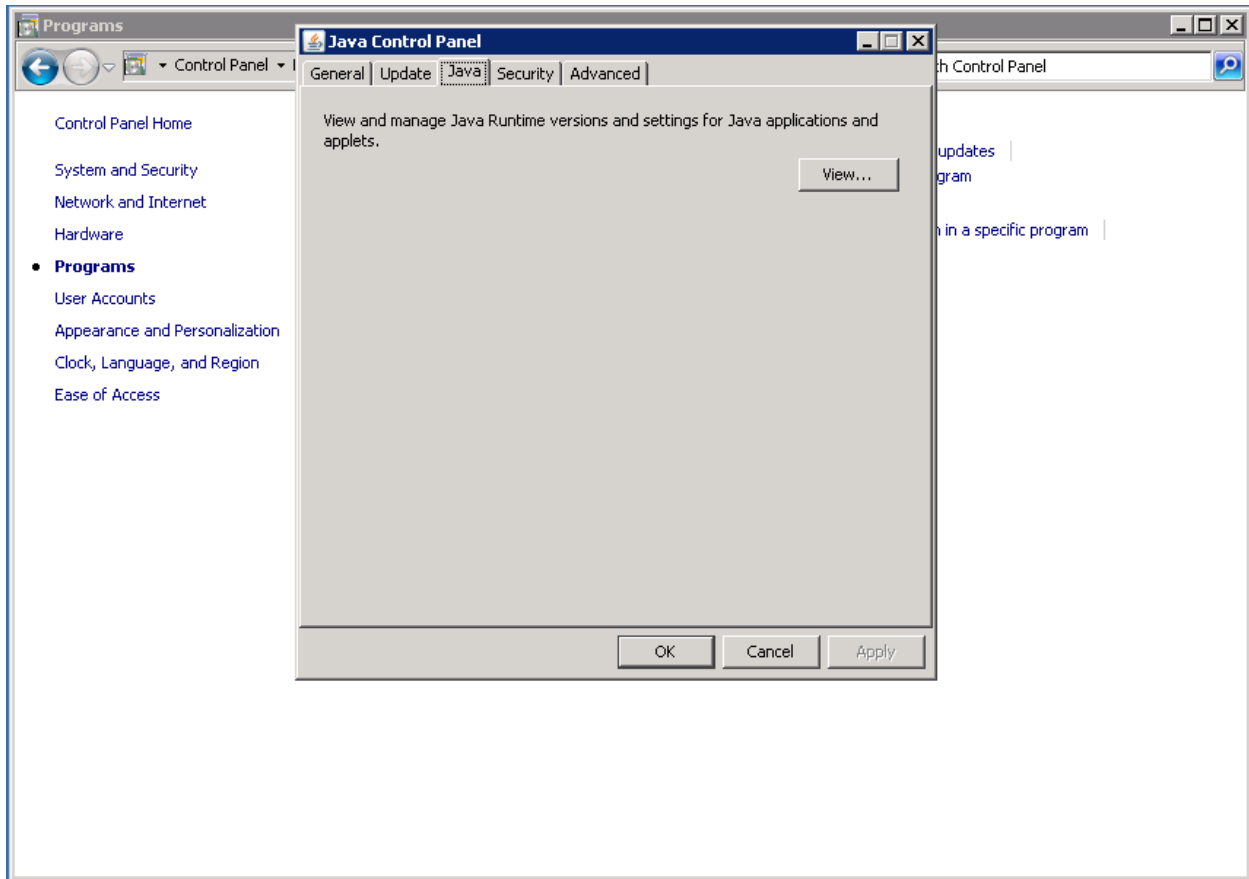 Programs
Control Panel
h Control Panel
Control Panel Home
System and Security
Network and Internet
Hardware
Programs
User Accounts
Appearance and Personalization
Clock, Language, and Region
Ease of Access
updates
gram
in a specific program
Java Control Panel
General Update Java Security Advanced
View and manage Java Runtime versions and settings for Java applications and
applets.
View...
OK Cancel Apply